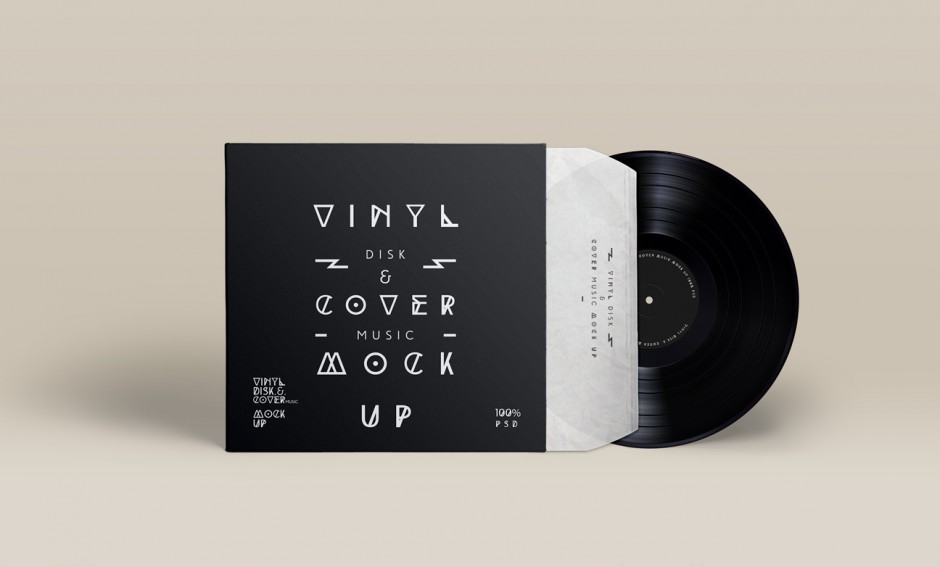 VINYL
DISK
&
COVER
MUSIC
MOCK
UP
VINYL
DISK &
COVER MUSIC
MOCK
UP
100%
PSD
VINYL DISK
&
COVER MUSIC MOCK UP